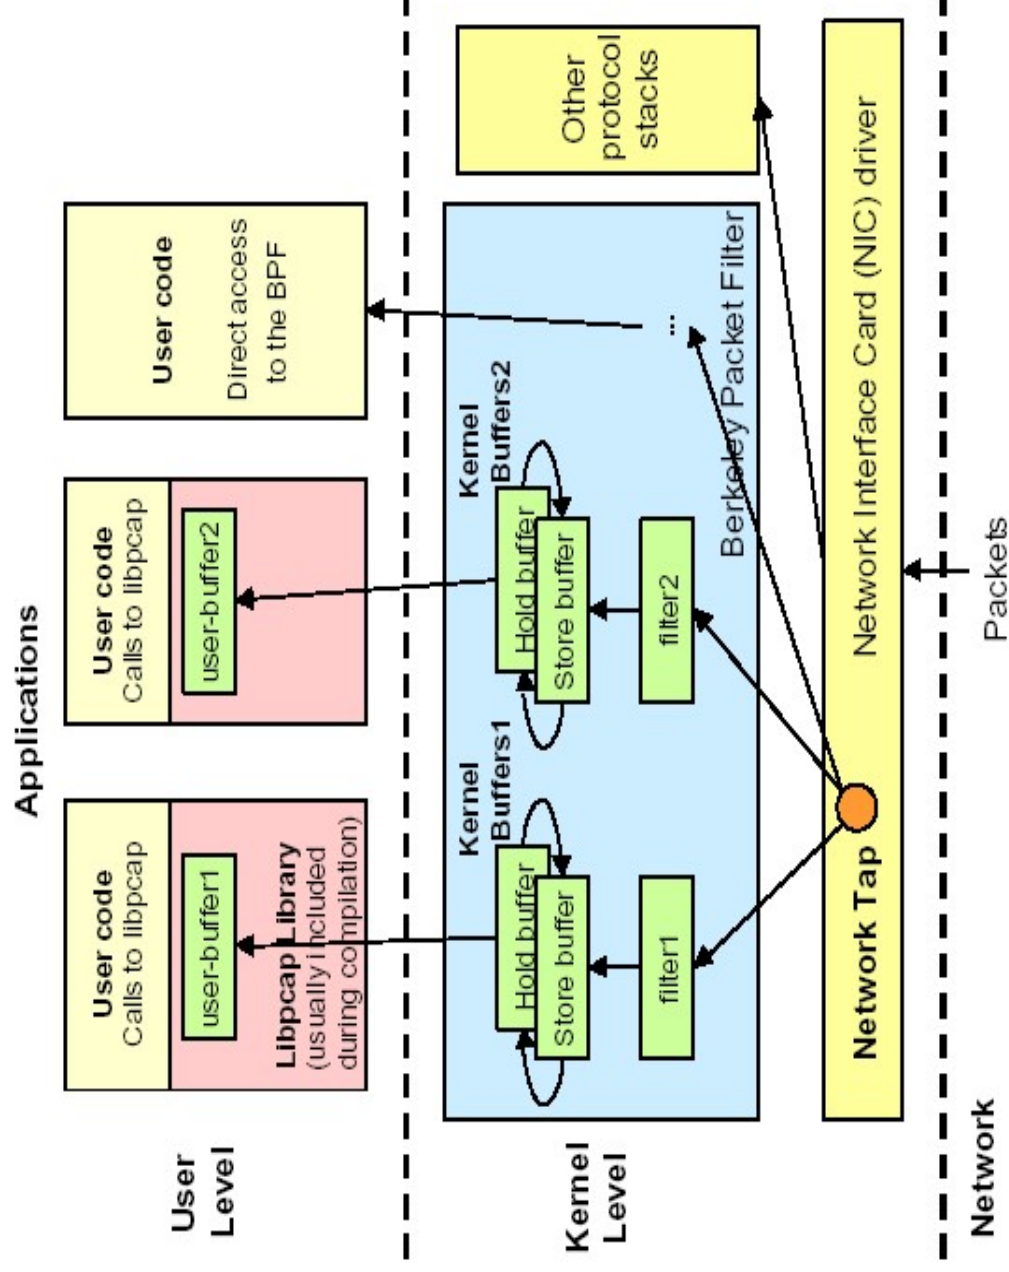 Applications
User
Level
User code
Calls to libpcap
user-buffer1
Libpcap Library
(usually included
during compilation)
User code
Calls to libpcap
user-buffer2
User code
Direct access
to the BPF
Kernel
Level
Kernel
Buffers1
Hold buffer
Store buffer
filter1
Kernel
Buffers2
Hold buffer
Store buffer
filter2
...
Berkeley Packet Filter
Other
protocol
stacks
Network Tap
Network Interface Card (NIC) driver
Network
Packets